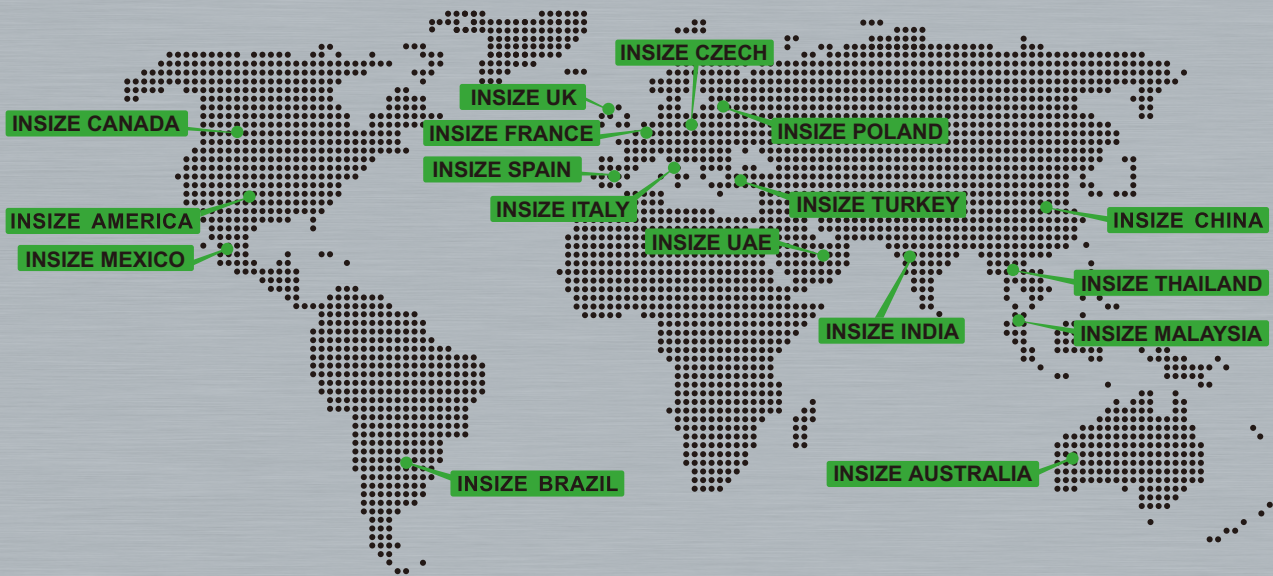 INSIZE CZECH
INSIZE UK
INSIZE CANADA
INSIZE FRANCE
INSIZE POLAND
INSIZE SPAIN
INSIZE ITALY
INSIZE TURKEY
INSIZE AMERICA
INSIZE CHINA
INSIZE UAE
INSIZE MEXICO
INSIZE THAILAND
INSIZE INDIA
INSIZE MALAYSIA
INSIZE AUSTRALIA
INSIZE BRAZIL